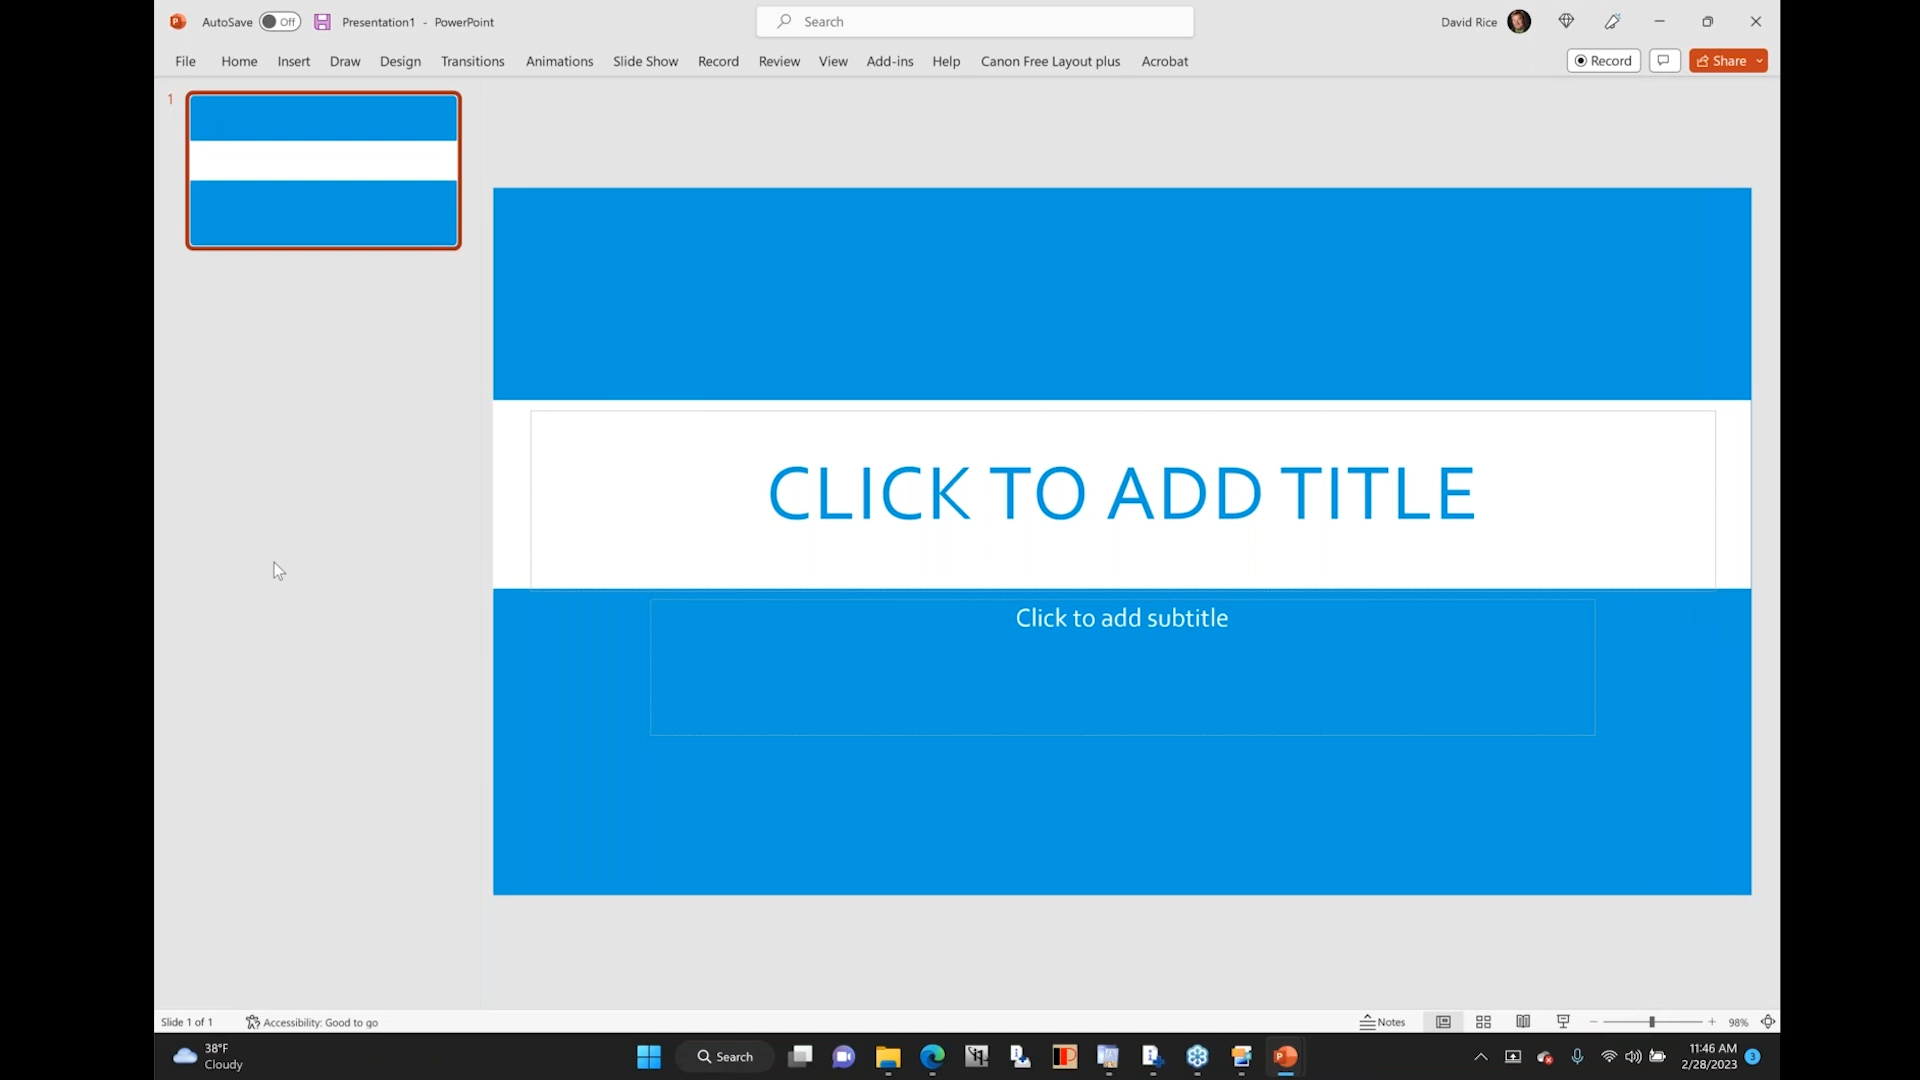 AutoSave Off Presentation1 - PowerPoint Search David Rice
File Home Insert Draw Design Transitions Animations Slide Show Record Review View Add-ins Help Canon Free Layout plus Acrobat Record Share
1
CLICK TO ADD TITLE
Click to add subtitle
Slide 1 of 1 Accessibility: Good to go Notes 98%
38°F
Cloudy
Search
11:46 AM
2/28/2023
3